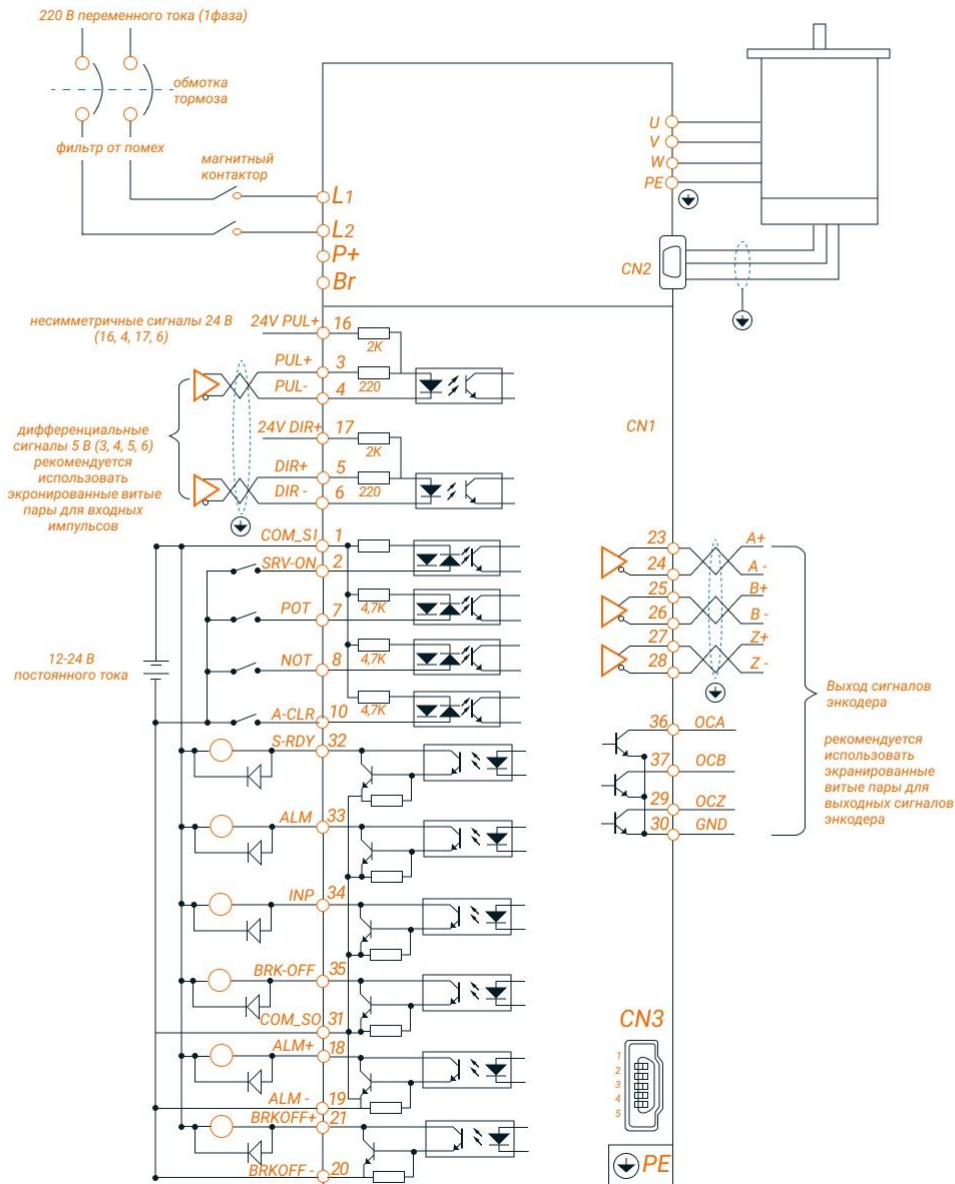 220 В переменного тока (1фаза)
обмотка
тормоза
фильтр от помех
магнитный
контактор
L1
L2
P+
Br
U
V
W
PE
CN2
несимметричные сигналы 24 В
(16, 4, 17, 6)
24V PUL+ 16
2K
PUL+ 3
PUL- 4
220
24V DIR+ 17
2K
DIR+ 5
DIR - 6
220
дифференциальные
сигналы 5 В (3, 4, 5, 6)
рекомендуется
использовать
экронированные витые
пары для входных
импульсов
CN1
COM_SI 1
SRV-ON 2
4,7K
POT 7
4,7K
NOT 8
4,7K
A-CLR 10
12-24 В
постоянного тока
S-RDY 32
ALM 33
INP 34
BRK-OFF 35
COM_SO 31
ALM+ 18
ALM - 19
BRKOFF+ 21
BRKOFF - 20
23 A+
24 A -
25 B+
26 B -
27 Z+
28 Z -
36 OCA
37 OCB
29 OCZ
30 GND
Выход сигналов
энкодера
рекомендуется
использовать
экранированные
витые пары для
выходных сигналов
энкодера
CN3
1
2
3
4
5
PE